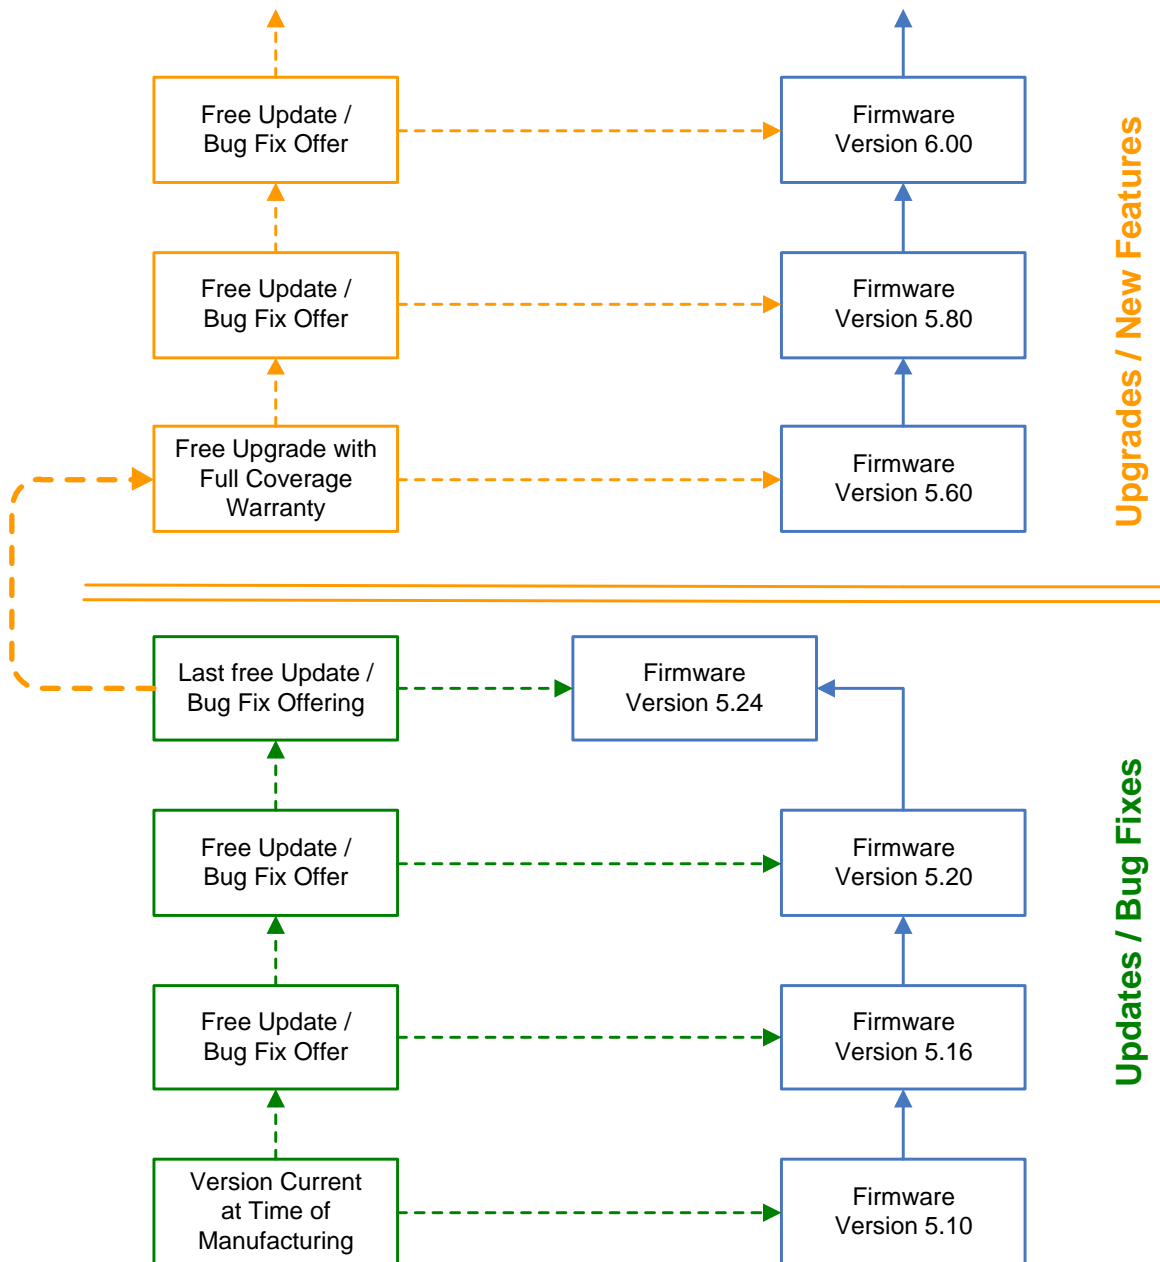 Free Update /
Bug Fix Offer
Firmware
Version 6.00
Free Update /
Bug Fix Offer
Firmware
Version 5.80
Free Upgrade with
Full Coverage
Warranty
Firmware
Version 5.60
Upgrades / New Features
Last free Update /
Bug Fix Offering
Firmware
Version 5.24
Free Update /
Bug Fix Offer
Firmware
Version 5.20
Free Update /
Bug Fix Offer
Firmware
Version 5.16
Version Current
at Time of
Manufacturing
Firmware
Version 5.10
Updates / Bug Fixes